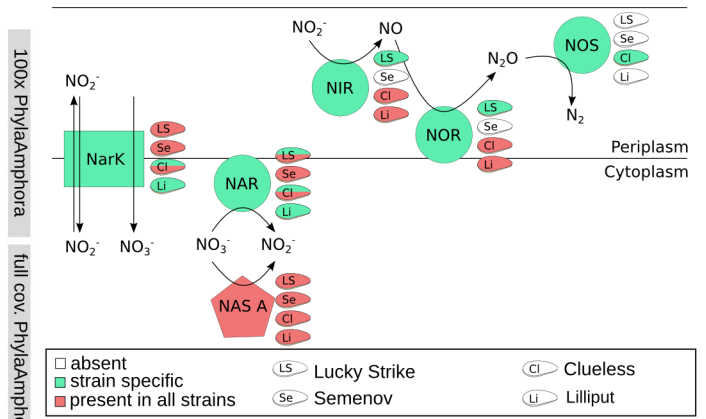 100x PhylaAmphora
full cov. PhylaAmpho
NO₂⁻
NO
N₂O
N₂
NIR
LS
Se
Cl
Li
NOR
LS
Se
Cl
Li
NOS
LS
Se
Cl
Li
Periplasm
Cytoplasm
NO₂⁻
NarK
LS
Se
Cl
Li
NO₂⁻
NO₃⁻
NAR
LS
Se
Cl
Li
NO₃⁻
NO₂⁻
NAS A
LS
Se
Cl
Li
absent
strain specific
present in all strains
LS Lucky Strike
Se Semenov
Cl Clueless
Li Lilliput